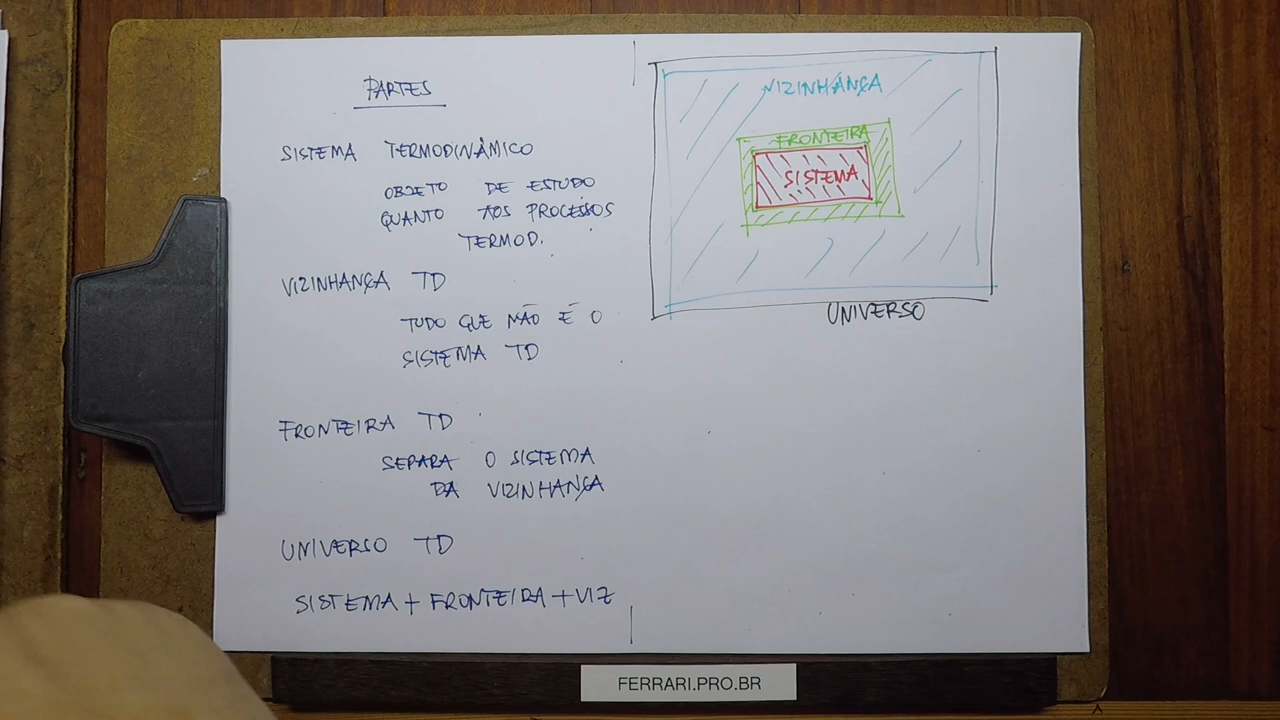 PARTES
SISTEMA TERMODINÂMICO
OBJETO DE ESTUDO
QUANTO AOS PROCESSOS
TERMOD.
VIZINHANÇA TD
TUDO QUE NÃO É O
SISTEMA TD
FRONTEIRA TD
SEPARA O SISTEMA
DA VIZINHANÇA
UNIVERSO TD
SISTEMA + FRONTEIRA + VIZ
VIZINHANÇA
FRONTEIRA
SISTEMA
UNIVERSO
FERRARI.PRO.BR